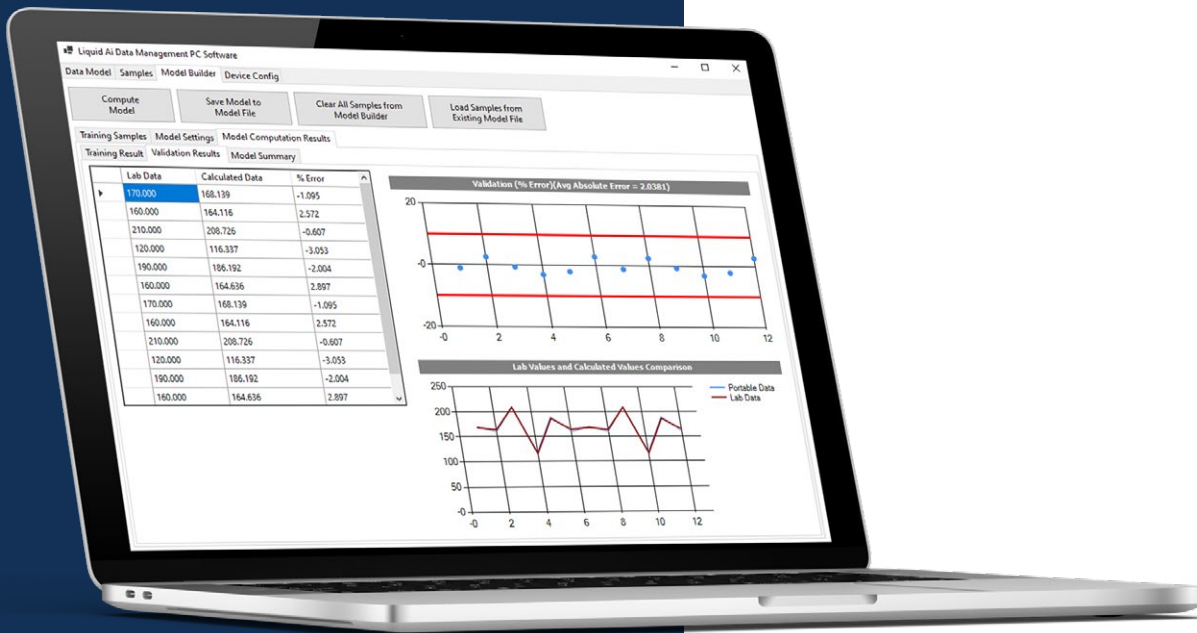 Liquid Ai Data Management PC Software
Data Model Samples Model Builder Device Config
Compute Model
Save Model to Model File
Clear All Samples from Model Builder
Load Samples from Existing Model File
Training Samples Model Settings Model Computation Results
Training Result Validation Results Model Summary
Lab Data Calculated Data % Error
170.000 168.139 -1.095
160.000 164.116 2.572
210.000 208.726 -0.607
120.000 116.337 -3.053
190.000 186.192 -2.004
160.000 164.636 2.897
170.000 168.139 -1.095
160.000 164.116 2.572
210.000 208.726 -0.607
120.000 116.337 -3.053
190.000 186.192 -2.004
160.000 164.636 2.897
Validation (% Error)(Avg Absolute Error = 2.0381)
20
-0
-20
-0 2 4 6 8 10 12
Lab Values and Calculated Values Comparison
250
200
150
100
50
-0
-0 2 4 6 8 10 12
Portable Data
Lab Data